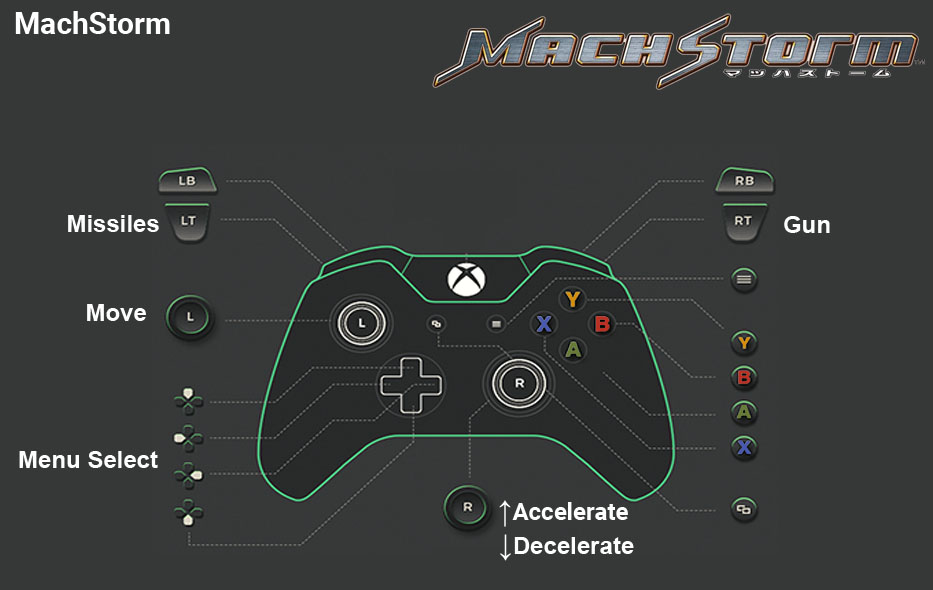 MachStorm
MACHSTORM™
マッハストーム
LB
RB
Missiles
LT
RT
Gun
Move
L
L
Y
X
B
A
R
Y
B
A
X
Menu Select
R
↑Accelerate
↓Decelerate